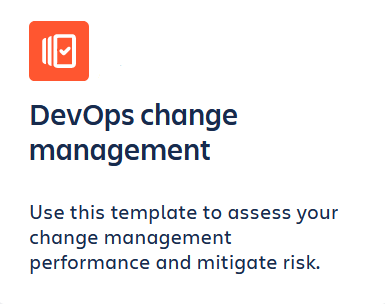 DevOps change
management
Use this template to assess your
change management
performance and mitigate risk.